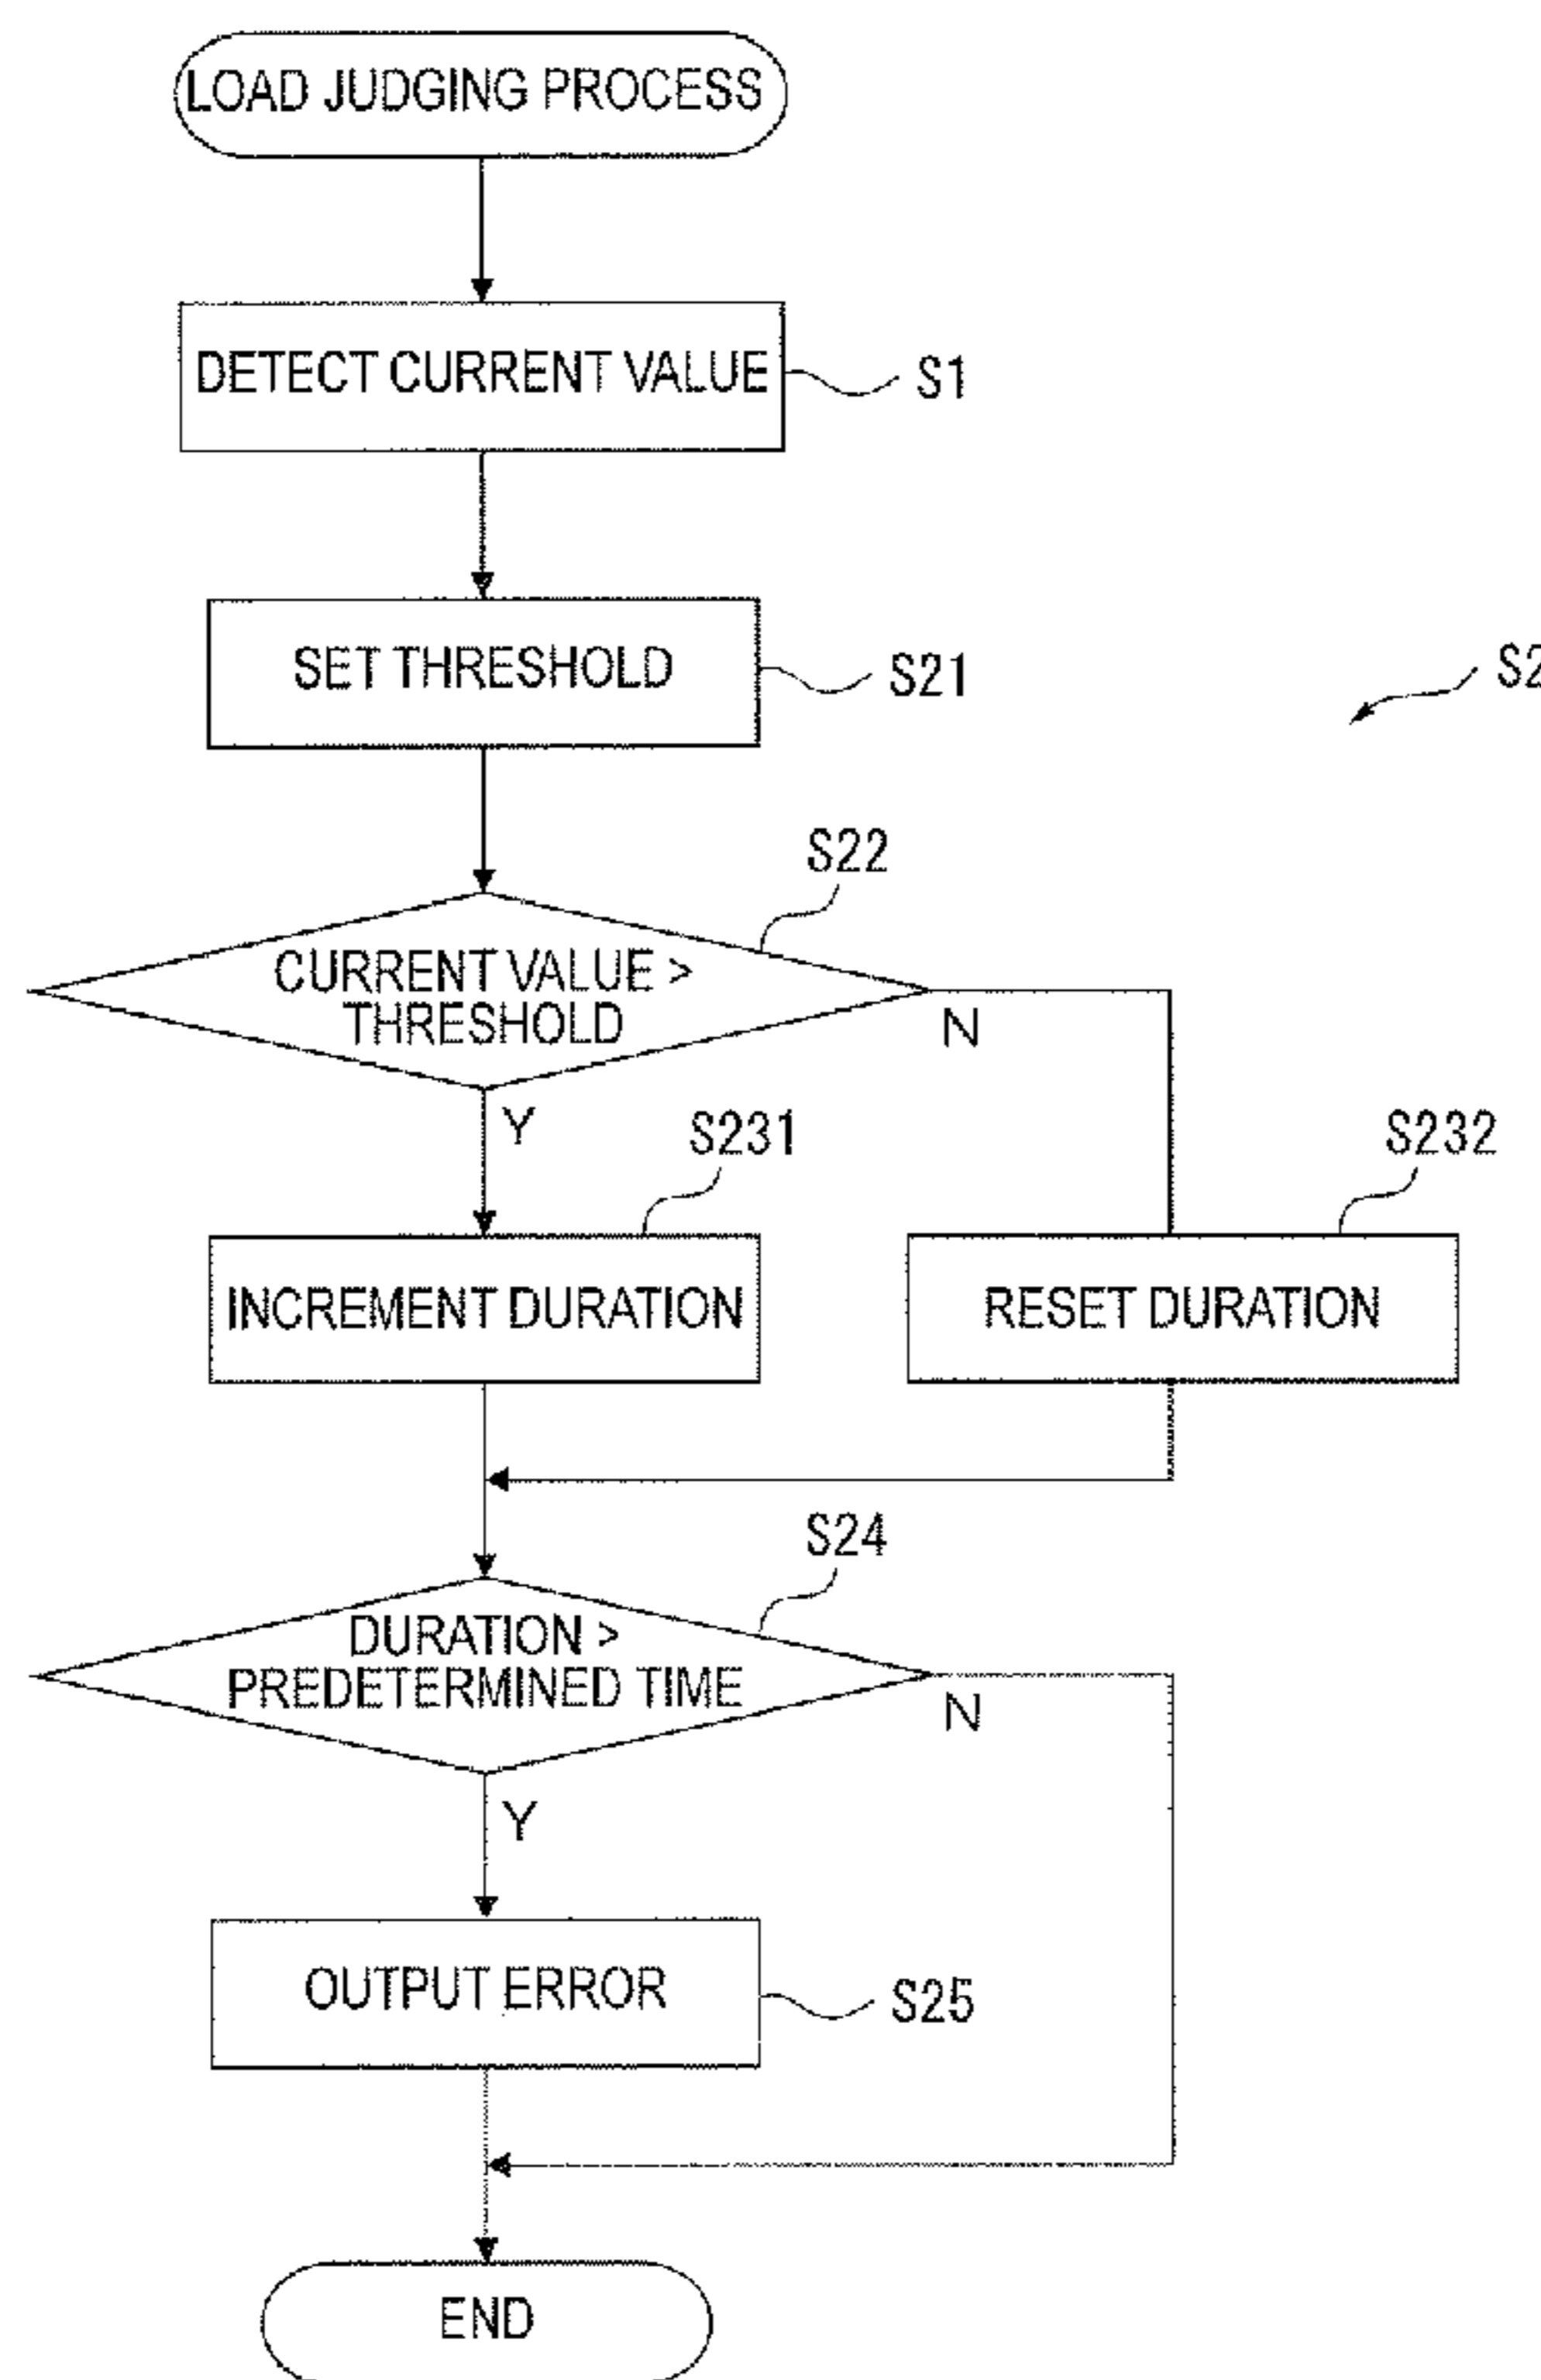 LOAD JUDGING PROCESS
DETECT CURRENT VALUE
S1
SET THRESHOLD
S21
S2
S22
CURRENT VALUE >
THRESHOLD
N
Y
S231
S232
INCREMENT DURATION
RESET DURATION
S24
DURATION >
PREDETERMINED TIME
N
Y
OUTPUT ERROR
S25
END